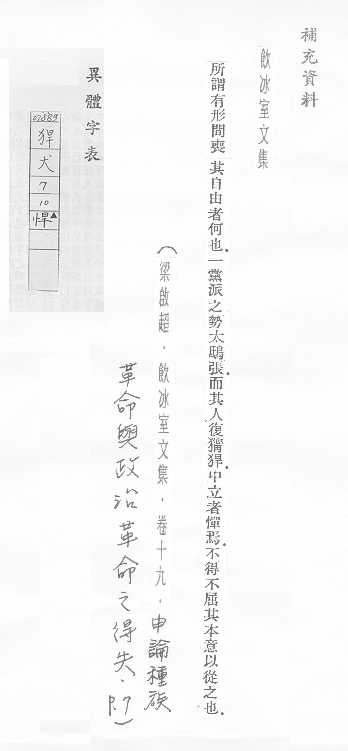 補充資料
飲冰室文集
所謂有形間喪其自由者何也.一黨派之勢太鴟張.而其人復獷猂.中立者憚焉.不得不屈其本意以從之也.
(梁啟超.飲冰室文集.卷十九.申論種族
革命與政治革命之得失.P.7)
異體字表
02889
猂
犬
7
10
悍▲